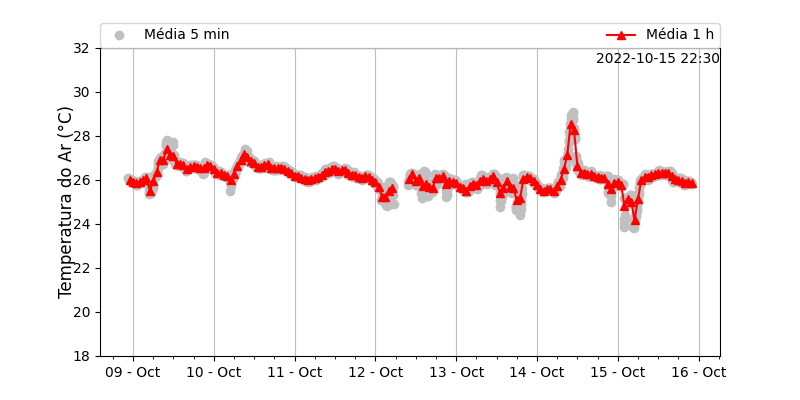 Média 5 min
Média 1 h
2022-10-15 22:30
Temperatura do Ar (°C)
32
30
28
26
24
22
20
18
09 - Oct
10 - Oct
11 - Oct
12 - Oct
13 - Oct
14 - Oct
15 - Oct
16 - Oct